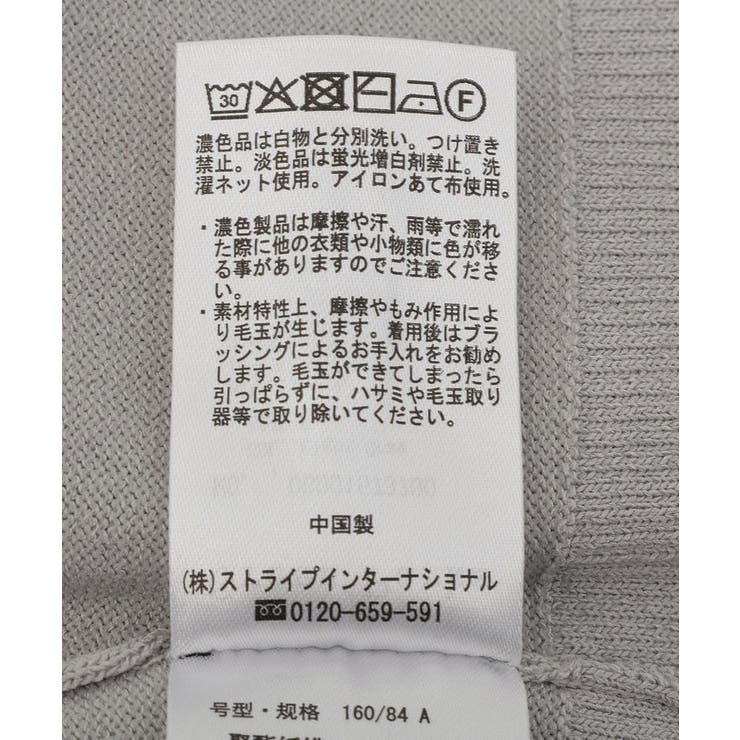 30 F
濃色品は白物と分別洗い。つけ置き
禁止。淡色品は蛍光増白剤禁止。洗
濯ネット使用。アイロンあて布使用。
・濃色製品は摩擦や汗、雨等で濡れ
た際に他の衣類や小物類に色が移
る事がありますのでご注意くださ
い。
・素材特性上、摩擦やもみ作用によ
り毛玉が生じます。着用後はブラ
ッシングによるお手入れをお勧め
します。毛玉ができてしまったら
引っぱらずに、ハサミや毛玉取り
器等で取り除いてください。
中国製
(株)ストライプインターナショナル
0120-659-591
号型・规格 160/84 A